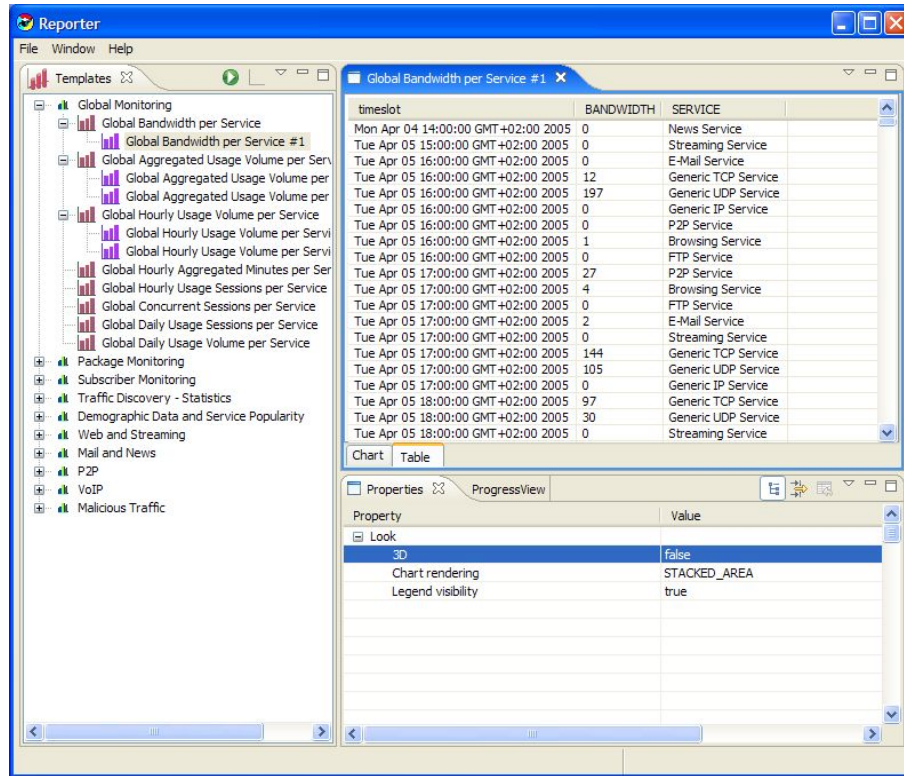 Reporter
File Window Help
Templates
Global Monitoring
Global Bandwidth per Service
Global Bandwidth per Service #1
Global Aggregated Usage Volume per Serv
Global Aggregated Usage Volume per
Global Aggregated Usage Volume per
Global Hourly Usage Volume per Service
Global Hourly Usage Volume per Servi
Global Hourly Usage Volume per Servi
Global Hourly Aggregated Minutes per Ser
Global Hourly Usage Sessions per Service
Global Concurrent Sessions per Service
Global Daily Usage Sessions per Service
Global Daily Usage Volume per Service
Package Monitoring
Subscriber Monitoring
Traffic Discovery - Statistics
Demographic Data and Service Popularity
Web and Streaming
Mail and News
P2P
VoIP
Malicious Traffic
Global Bandwidth per Service #1
timeslot BANDWIDTH SERVICE
Mon Apr 04 14:00:00 GMT+02:00 2005 0 News Service
Tue Apr 05 15:00:00 GMT+02:00 2005 0 Streaming Service
Tue Apr 05 16:00:00 GMT+02:00 2005 0 E-Mail Service
Tue Apr 05 16:00:00 GMT+02:00 2005 12 Generic TCP Service
Tue Apr 05 16:00:00 GMT+02:00 2005 197 Generic UDP Service
Tue Apr 05 16:00:00 GMT+02:00 2005 0 Generic IP Service
Tue Apr 05 16:00:00 GMT+02:00 2005 0 P2P Service
Tue Apr 05 16:00:00 GMT+02:00 2005 1 Browsing Service
Tue Apr 05 16:00:00 GMT+02:00 2005 0 FTP Service
Tue Apr 05 17:00:00 GMT+02:00 2005 27 P2P Service
Tue Apr 05 17:00:00 GMT+02:00 2005 4 Browsing Service
Tue Apr 05 17:00:00 GMT+02:00 2005 0 FTP Service
Tue Apr 05 17:00:00 GMT+02:00 2005 2 E-Mail Service
Tue Apr 05 17:00:00 GMT+02:00 2005 0 Streaming Service
Tue Apr 05 17:00:00 GMT+02:00 2005 144 Generic TCP Service
Tue Apr 05 17:00:00 GMT+02:00 2005 105 Generic UDP Service
Tue Apr 05 17:00:00 GMT+02:00 2005 0 Generic IP Service
Tue Apr 05 18:00:00 GMT+02:00 2005 97 Generic TCP Service
Tue Apr 05 18:00:00 GMT+02:00 2005 30 Generic UDP Service
Tue Apr 05 18:00:00 GMT+02:00 2005 0 Streaming Service
Chart Table
Properties ProgressView
Property Value
Look
3D false
Chart rendering STACKED_AREA
Legend visibility true